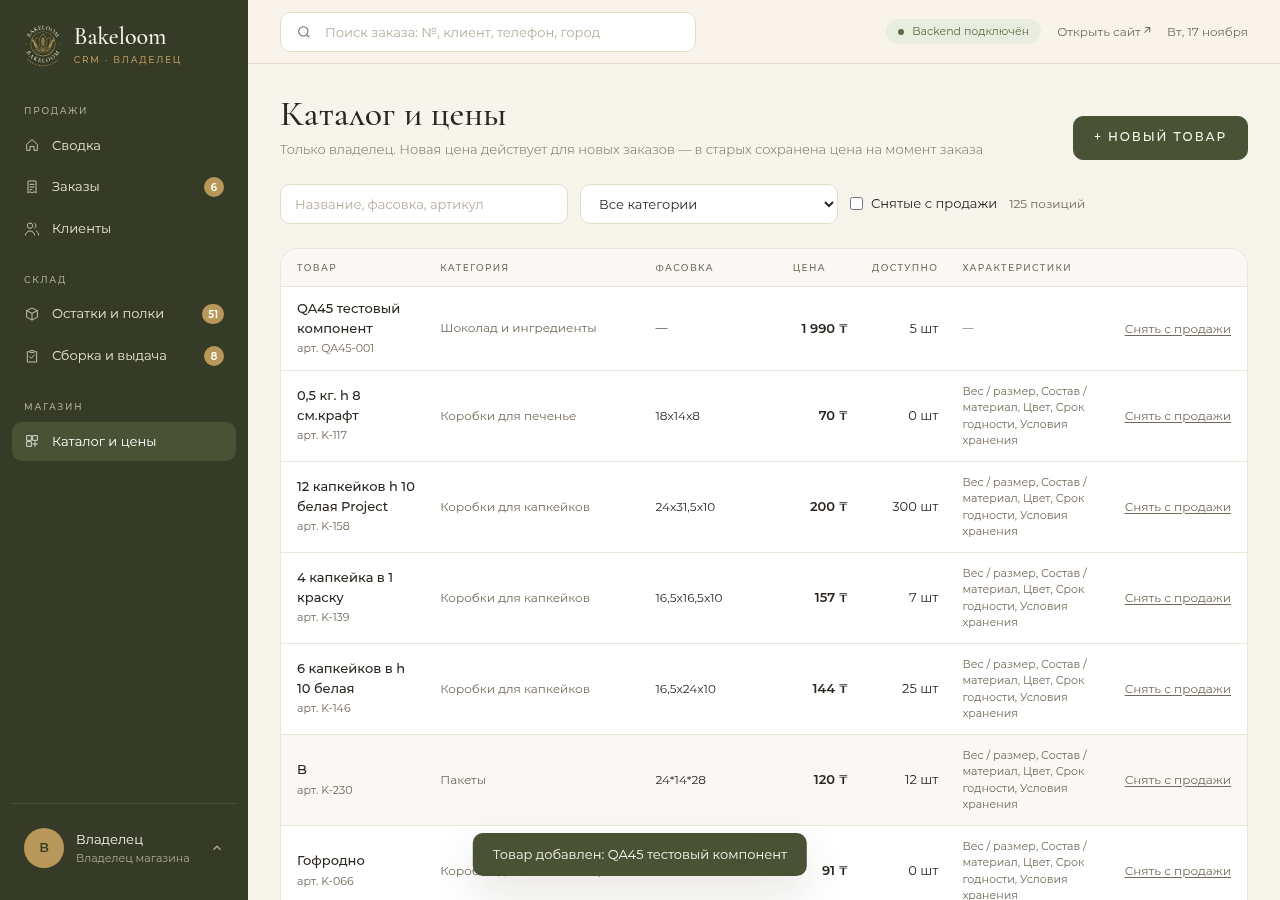 BAKELOOM
BAKELOOM
Bakeloom
CRM · ВЛАДЕЛЕЦ
ПРОДАЖИ
Сводка
Заказы 6
Клиенты
СКЛАД
Остатки и полки 51
Сборка и выдача 8
МАГАЗИН
Каталог и цены
В
Владелец
Владелец магазина
Поиск заказа: №, клиент, телефон, город
Backend подключён
Открыть сайт↗
Вт, 17 ноября
Каталог и цены
Только владелец. Новая цена действует для новых заказов — в старых сохранена цена на момент заказа
+ НОВЫЙ ТОВАР
Название, фасовка, артикул
Все категории
Снятые с продажи
125 позиций
ТОВАР КАТЕГОРИЯ ФАСОВКА ЦЕНА ДОСТУПНО ХАРАКТЕРИСТИКИ
QA45 тестовый
компонент
арт. QA45-001
Шоколад и ингредиенты
—
1 990 ₸
5 шт
—
Снять с продажи
0,5 кг. h 8
см.крафт
арт. K-117
Коробки для печенье
18x14x8
70 ₸
0 шт
Вес / размер, Состав /
материал, Цвет, Срок
годности, Условия
хранения
Снять с продажи
12 капкейков h 10
белая Project
арт. K-158
Коробки для капкейков
24x31,5x10
200 ₸
300 шт
Вес / размер, Состав /
материал, Цвет, Срок
годности, Условия
хранения
Снять с продажи
4 капкейка в 1
краску
арт. K-139
Коробки для капкейков
16,5x16,5x10
157 ₸
7 шт
Вес / размер, Состав /
материал, Цвет, Срок
годности, Условия
хранения
Снять с продажи
6 капкейков в h
10 белая
арт. K-146
Коробки для капкейков
16,5x24x10
144 ₸
25 шт
Вес / размер, Состав /
материал, Цвет, Срок
годности, Условия
хранения
Снять с продажи
В
арт. K-230
Пакеты
24*14*28
120 ₸
12 шт
Вес / размер, Состав /
материал, Цвет, Срок
годности, Условия
хранения
Снять с продажи
Гофродно
арт. K-066
91 ₸
0 шт
Вес / размер, Состав /
материал, Цвет, Срок
годности, Условия
хранения
Снять с продажи
Товар добавлен: QA45 тестовый компонент